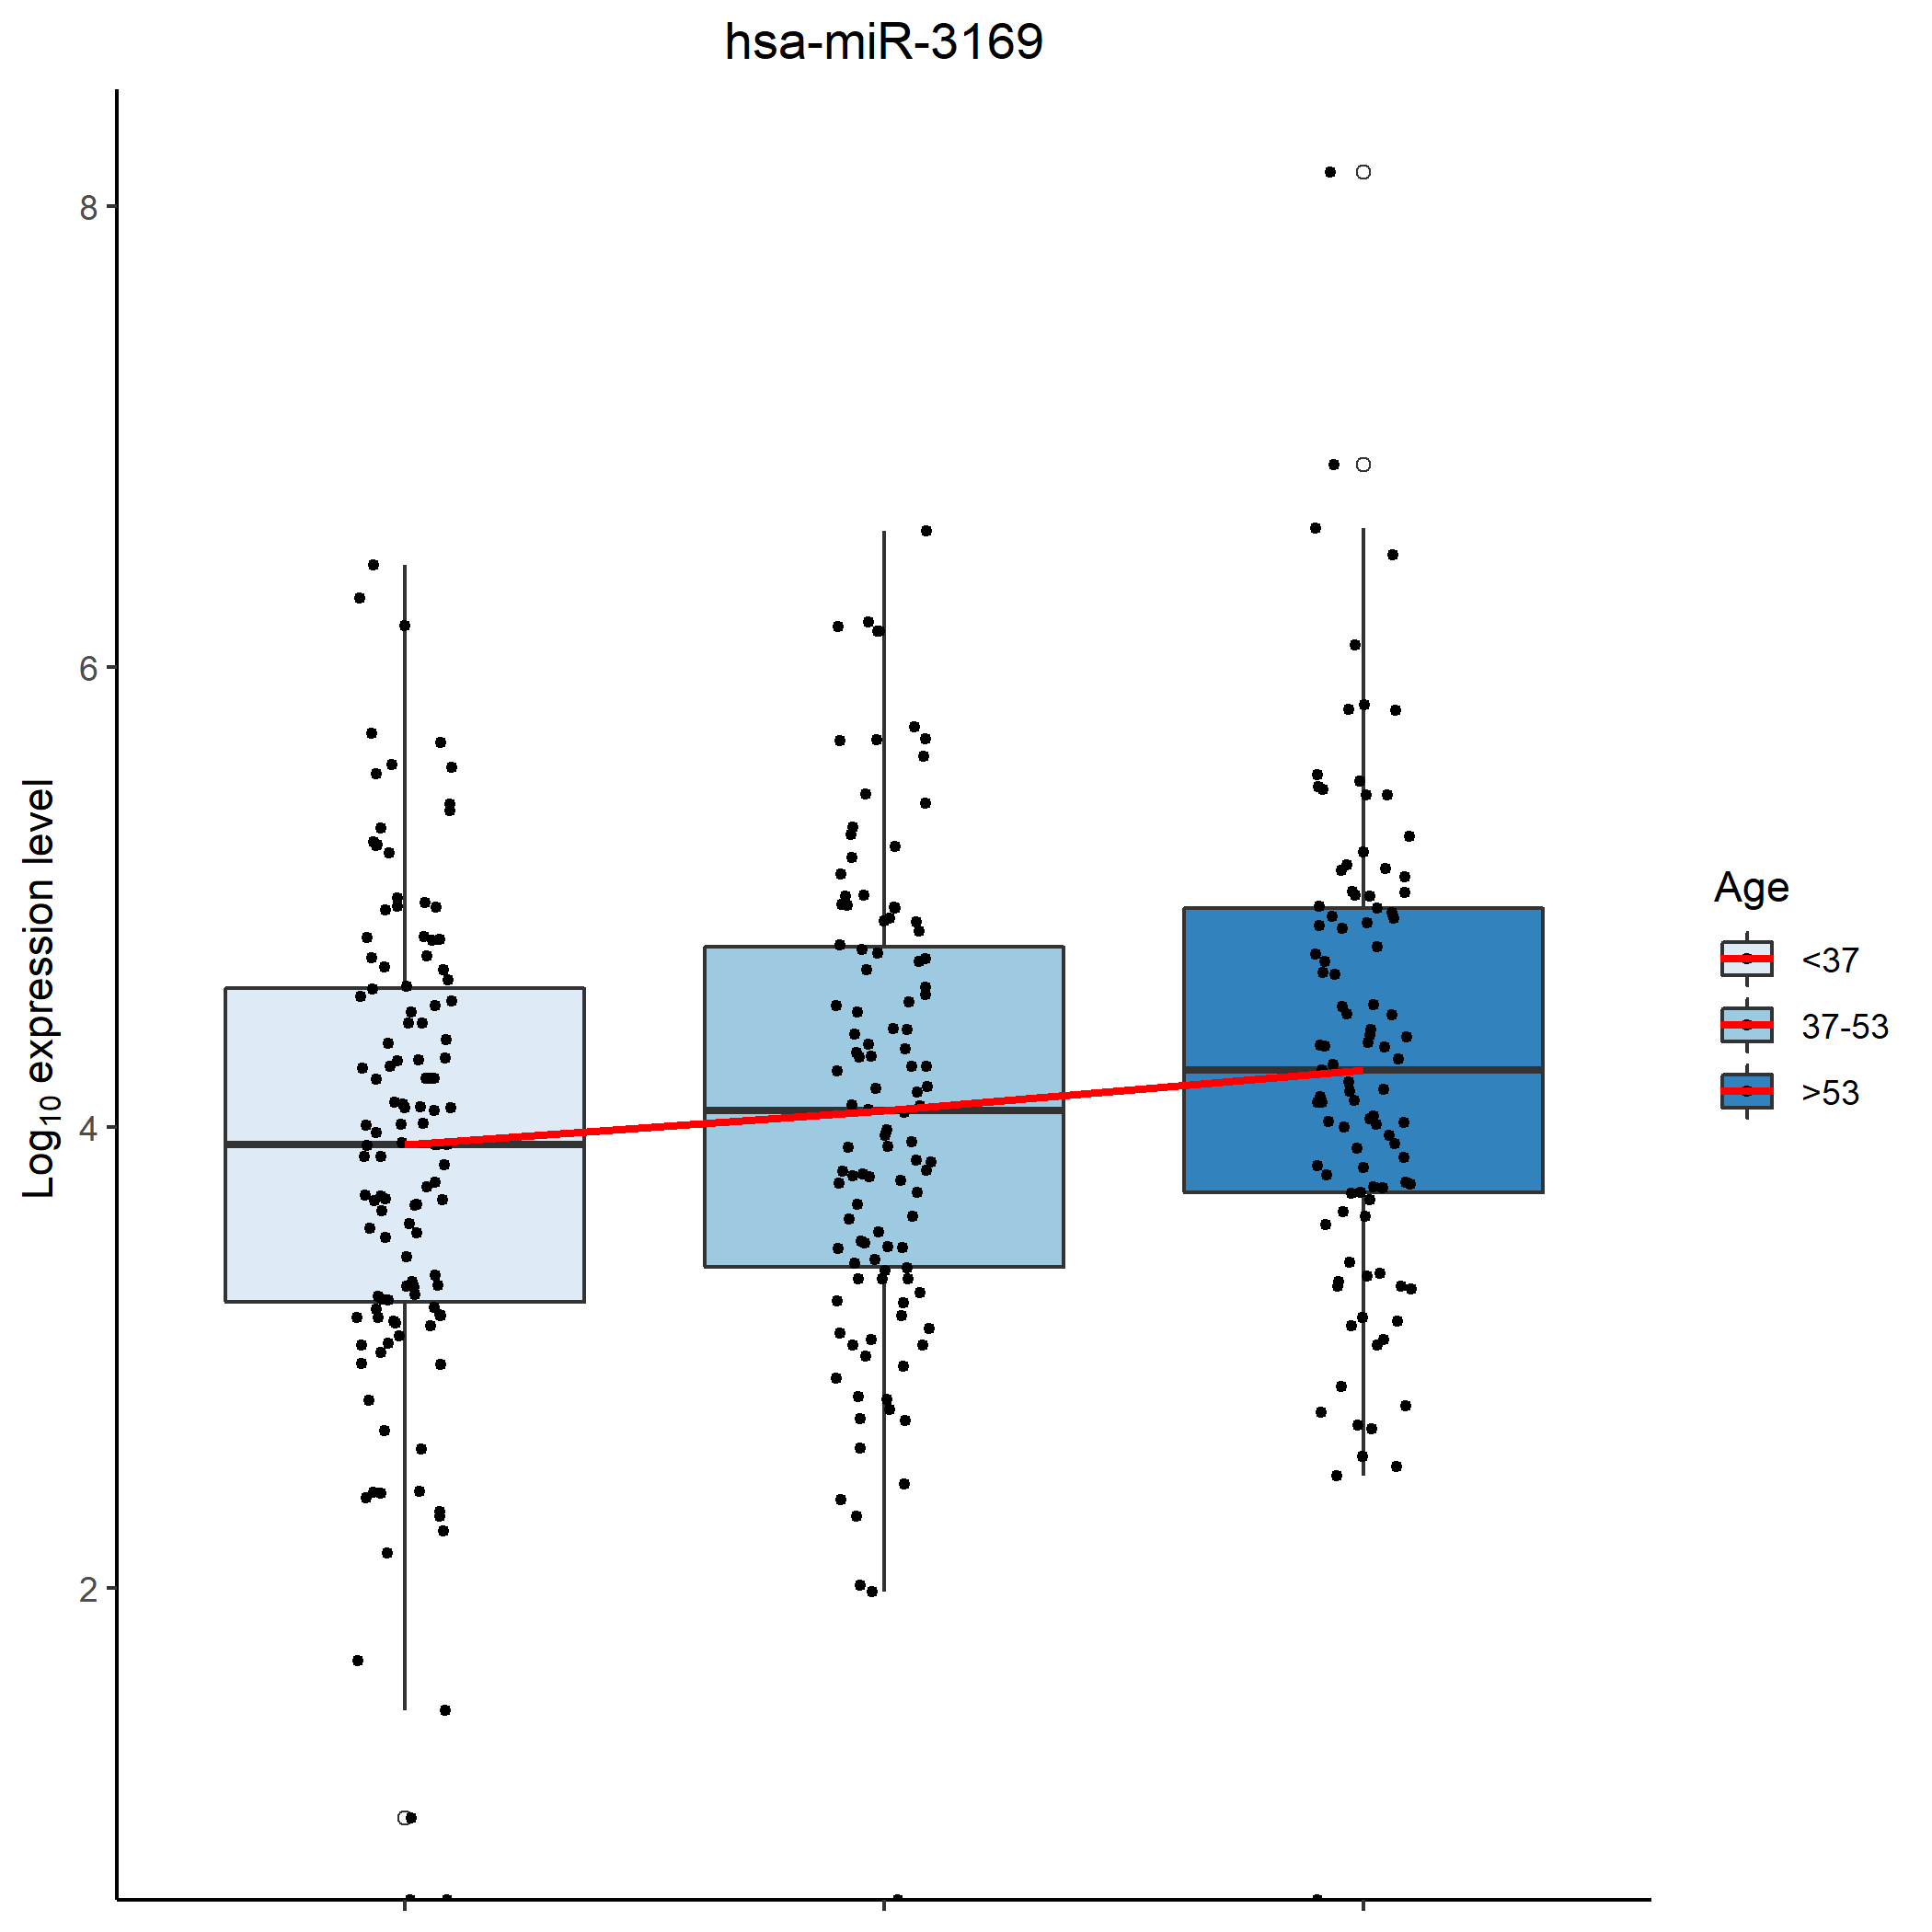 hsa-miR-3169
8
6
4
2
Log₁₀ expression level
Age
<37
37-53
>53